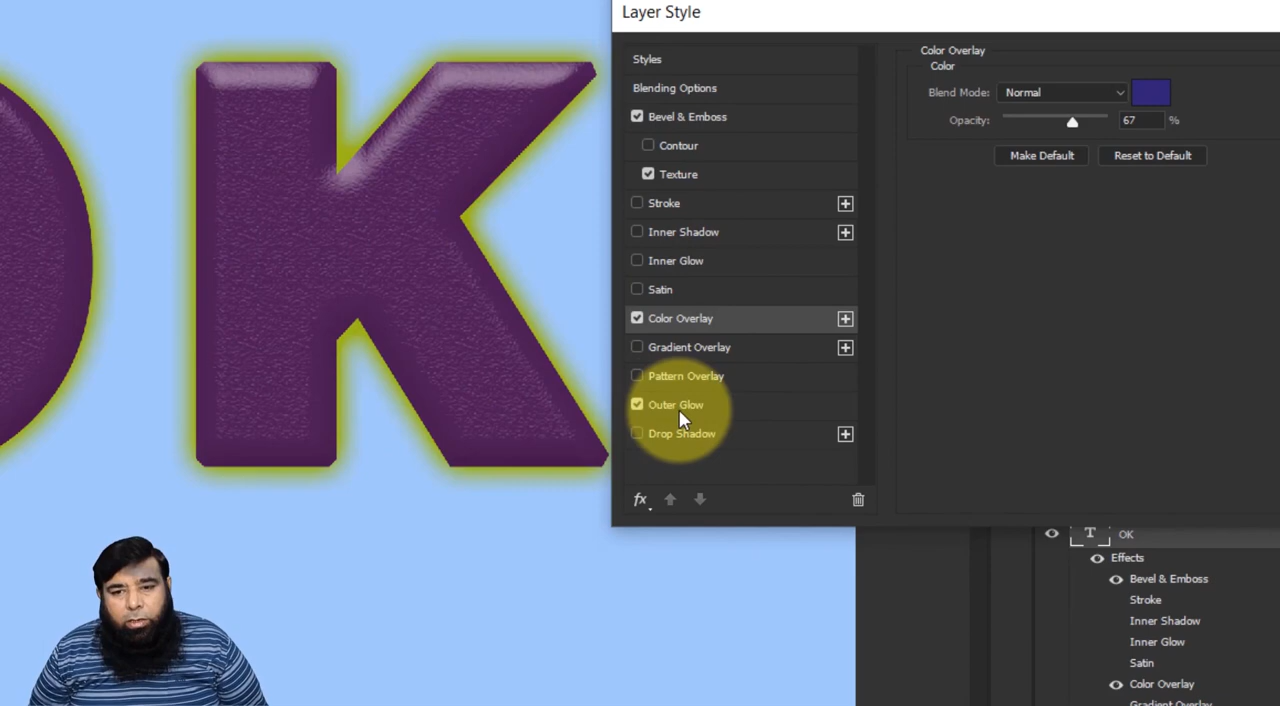 Layer Style
OK
Styles
Blending Options
Bevel & Emboss
Contour
Texture
Stroke
Inner Shadow
Inner Glow
Satin
Color Overlay
Gradient Overlay
Pattern Overlay
Outer Glow
Drop Shadow
fx
Color Overlay
Color
Blend Mode: Normal
Opacity: 67 %
Make Default Reset to Default
T OK
Effects
Bevel & Emboss
Stroke
Inner Shadow
Inner Glow
Satin
Color Overlay
Gradient Overlay